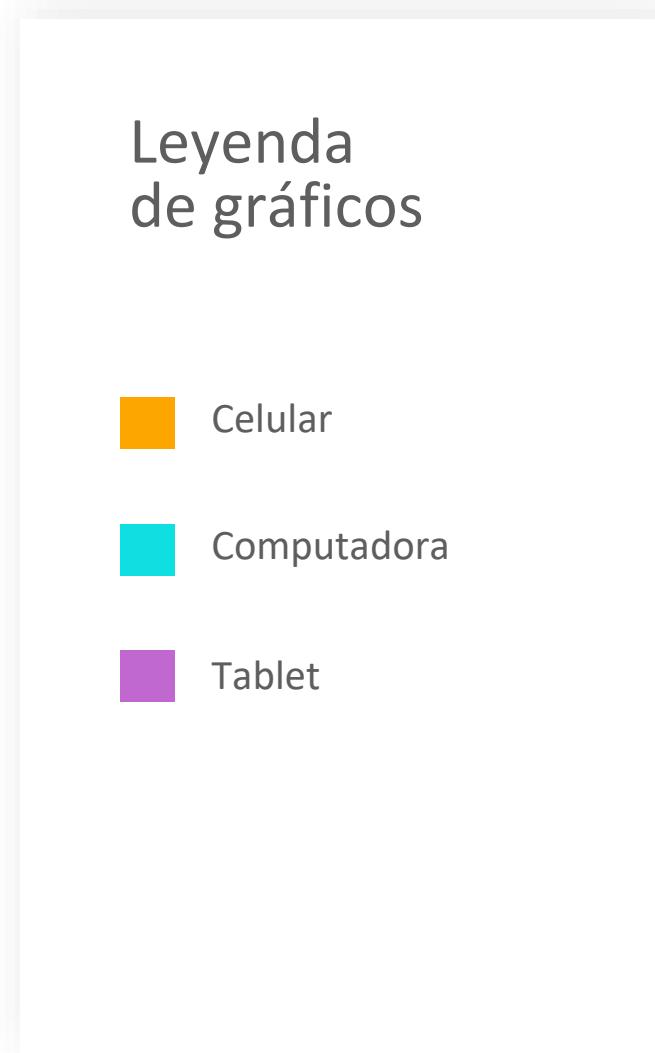 Leyenda
de gráficos
Celular
Computadora
Tablet